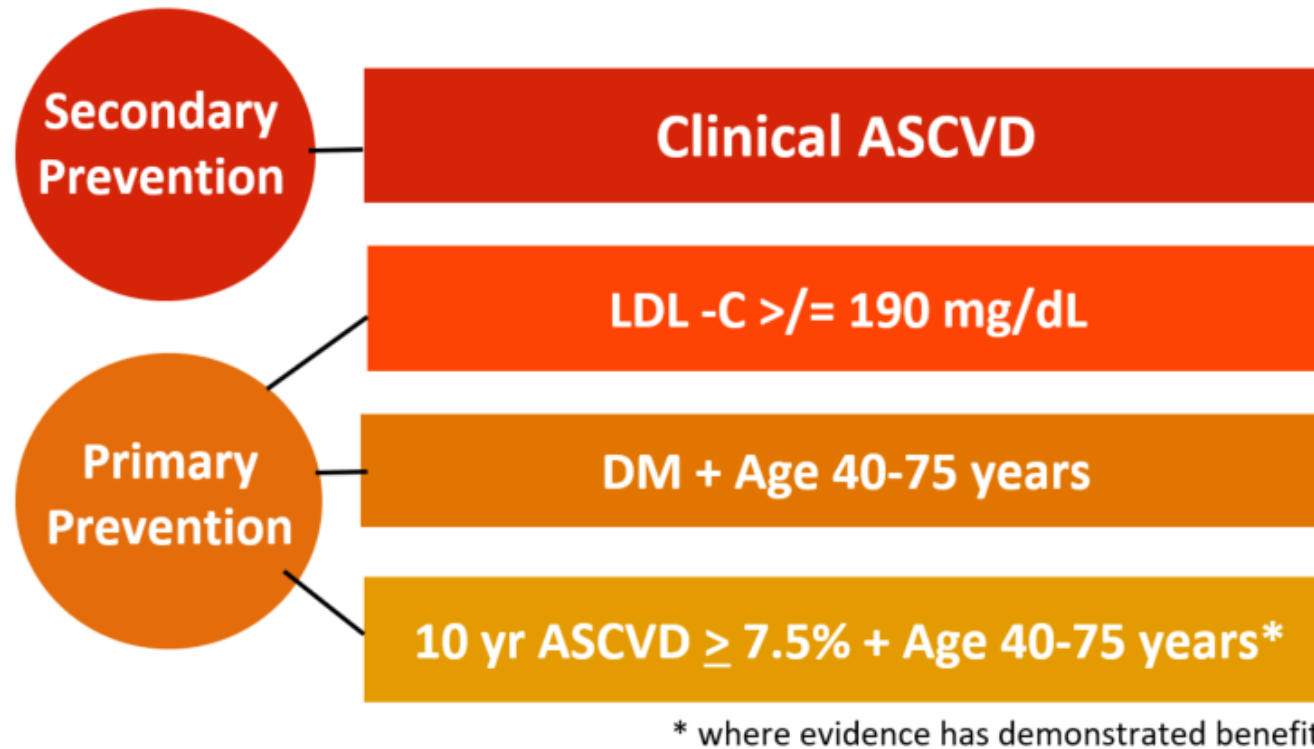 Secondary
Prevention
Clinical ASCVD
LDL -C >/= 190 mg/dL
Primary
Prevention
DM + Age 40-75 years
10 yr ASCVD ≥ 7.5% + Age 40-75 years*
* where evidence has demonstrated benefit